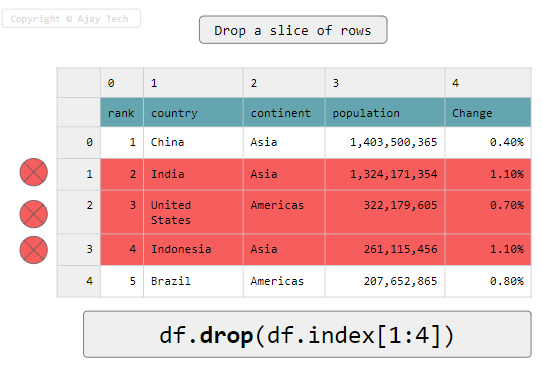 Copyright © Ajay Tech
Drop a slice of rows
0 1 2 3 4
rank country continent population Change
0 1 China Asia 1,403,500,365 0.40%
1 2 India Asia 1,324,171,354 1.10%
2 3 United Americas 322,179,605 0.70%
States
3 4 Indonesia Asia 261,115,456 1.10%
4 5 Brazil Americas 207,652,865 0.80%
df.drop(df.index[1:4])